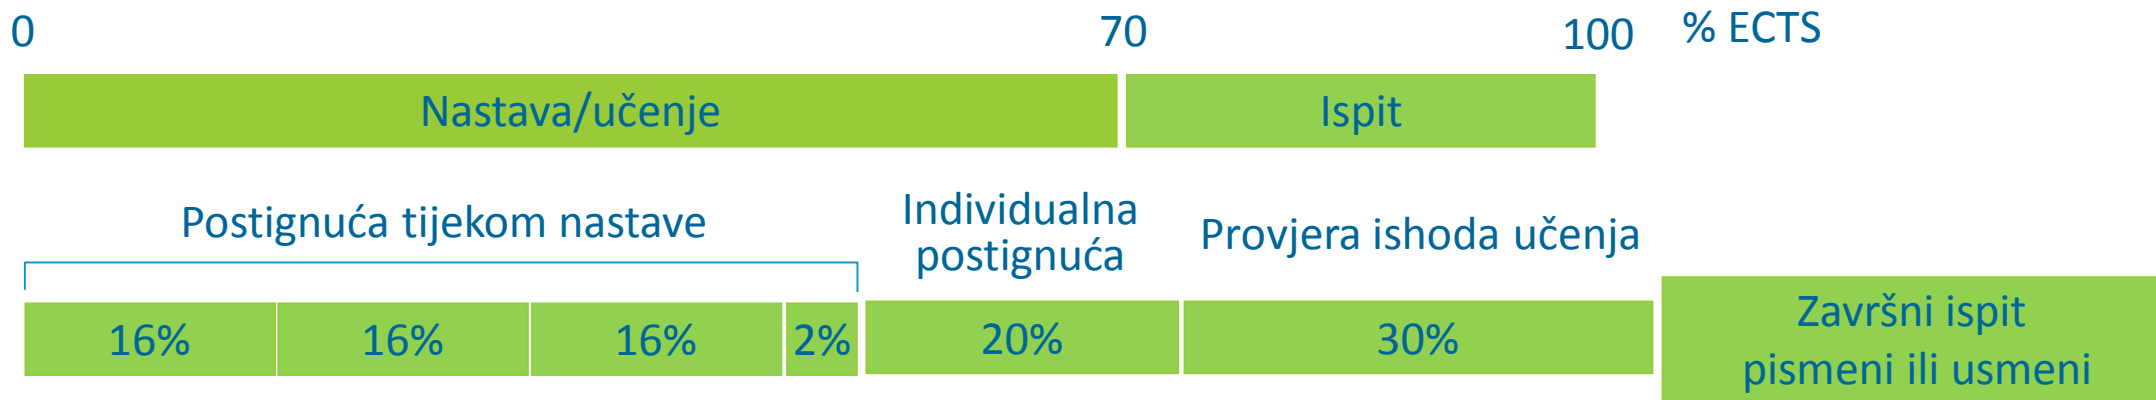 0
70
100
% ECTS
Nastava/učenje
Ispit
Postignuća tijekom nastave
Individualna
postignuća
Provjera ishoda učenja
16%
16%
16%
2%
20%
30%
Završni ispit
pismeni ili usmeni